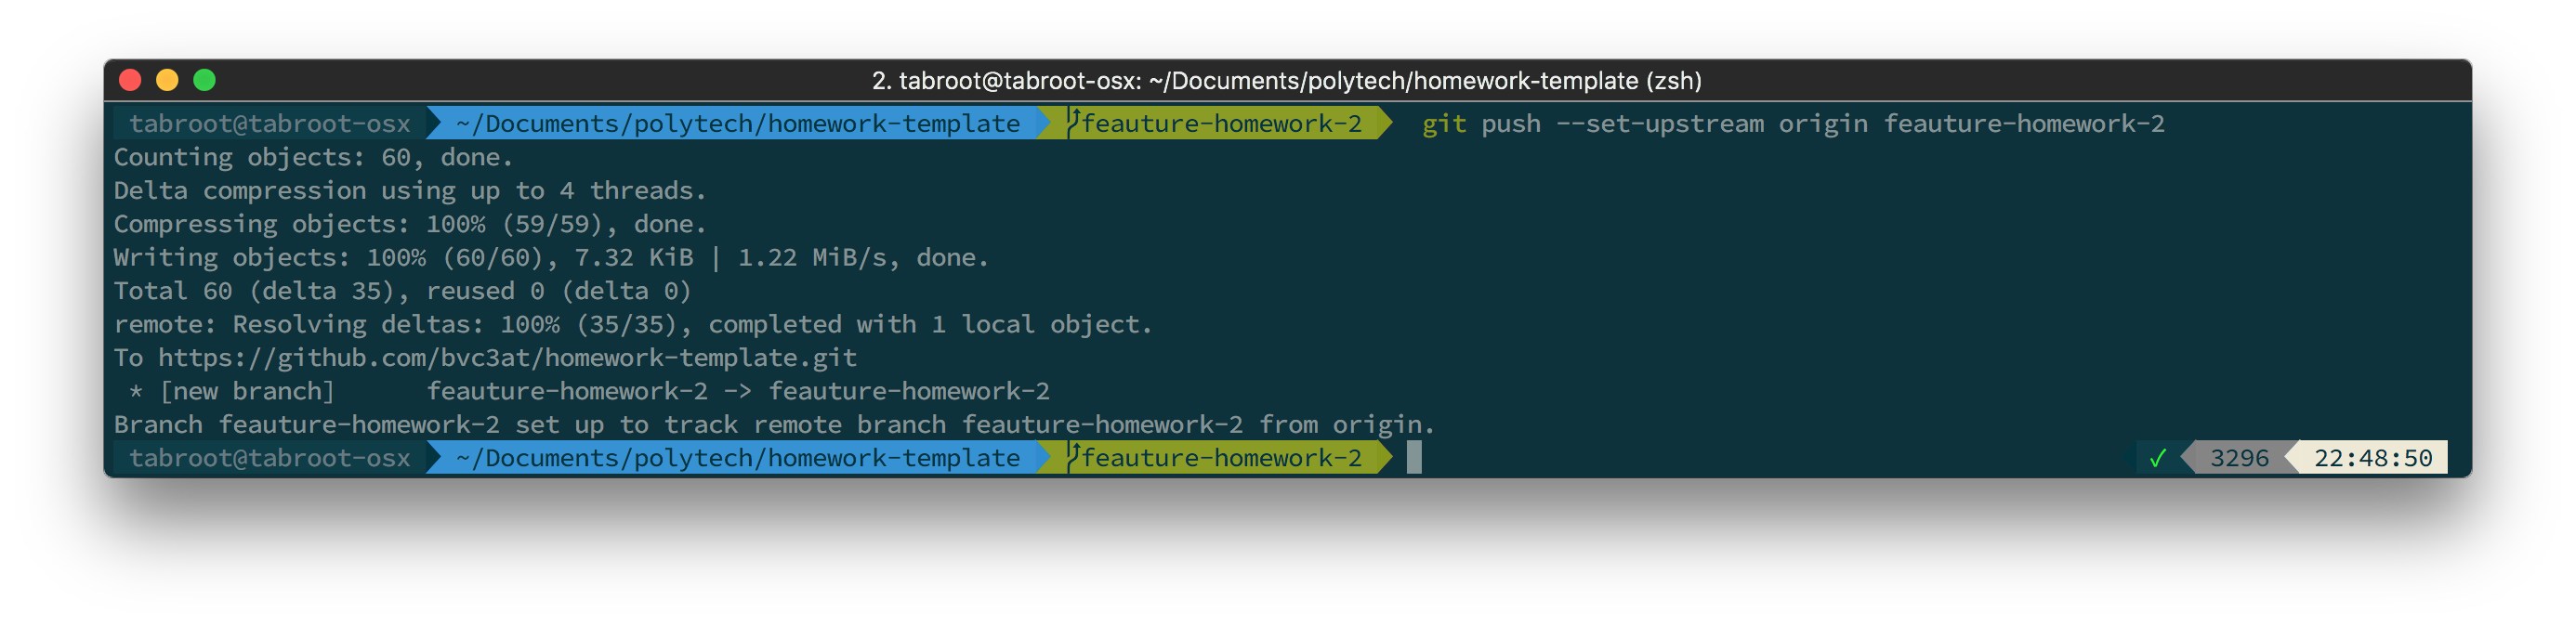 2. tabroot@tabroot-osx: ~/Documents/polytech/homework-template (zsh)
tabroot@tabroot-osx ~/Documents/polytech/homework-template feauture-homework-2 git push --set-upstream origin feauture-homework-2
Counting objects: 60, done.
Delta compression using up to 4 threads.
Compressing objects: 100% (59/59), done.
Writing objects: 100% (60/60), 7.32 KiB | 1.22 MiB/s, done.
Total 60 (delta 35), reused 0 (delta 0)
remote: Resolving deltas: 100% (35/35), completed with 1 local object.
To https://github.com/bvc3at/homework-template.git
 * [new branch]      feauture-homework-2 -> feauture-homework-2
Branch feauture-homework-2 set up to track remote branch feauture-homework-2 from origin.
tabroot@tabroot-osx ~/Documents/polytech/homework-template feauture-homework-2 ✓ 3296 22:48:50